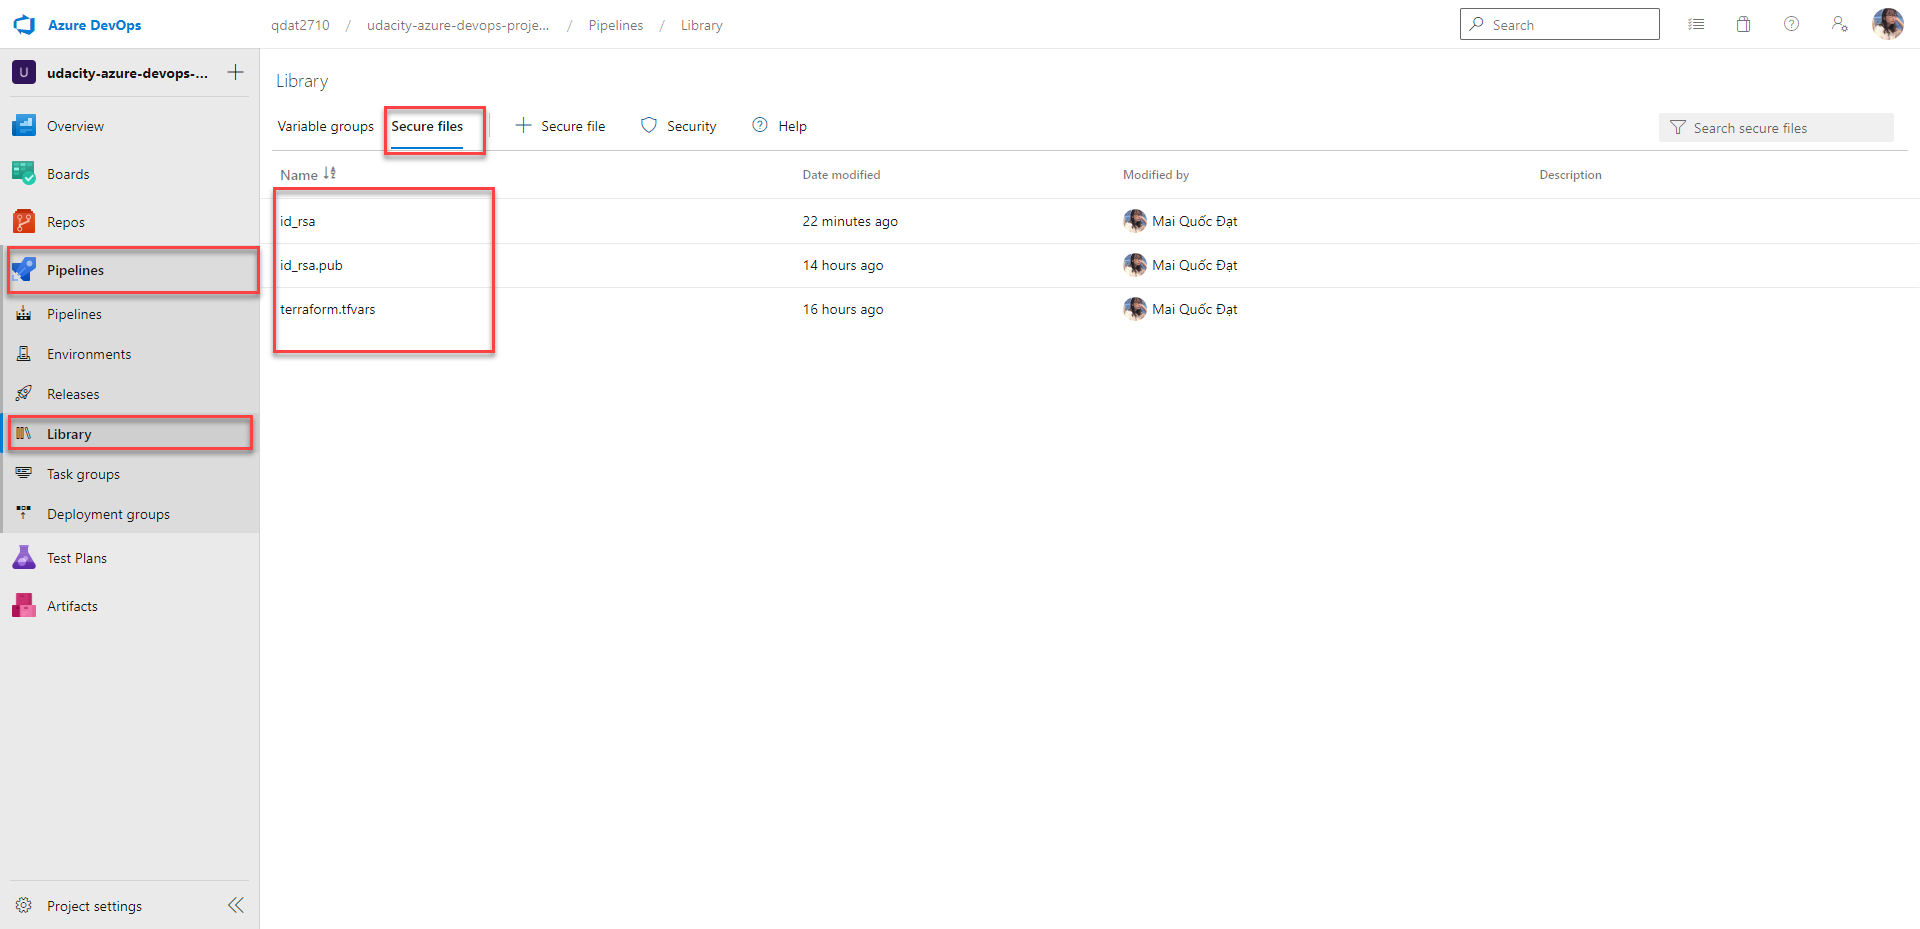 Azure DevOps
qdat2710 / udacity-azure-devops-proje... / Pipelines / Library
Search
U
udacity-azure-devops-...
Overview
Boards
Repos
Pipelines
Pipelines
Environments
Releases
Library
Task groups
Deployment groups
Test Plans
Artifacts
Project settings
Library
Variable groups Secure files Secure file Security Help
Search secure files
Name Date modified Modified by Description
id_rsa 22 minutes ago Mai Quốc Đạt
id_rsa.pub 14 hours ago Mai Quốc Đạt
terraform.tfvars 16 hours ago Mai Quốc Đạt